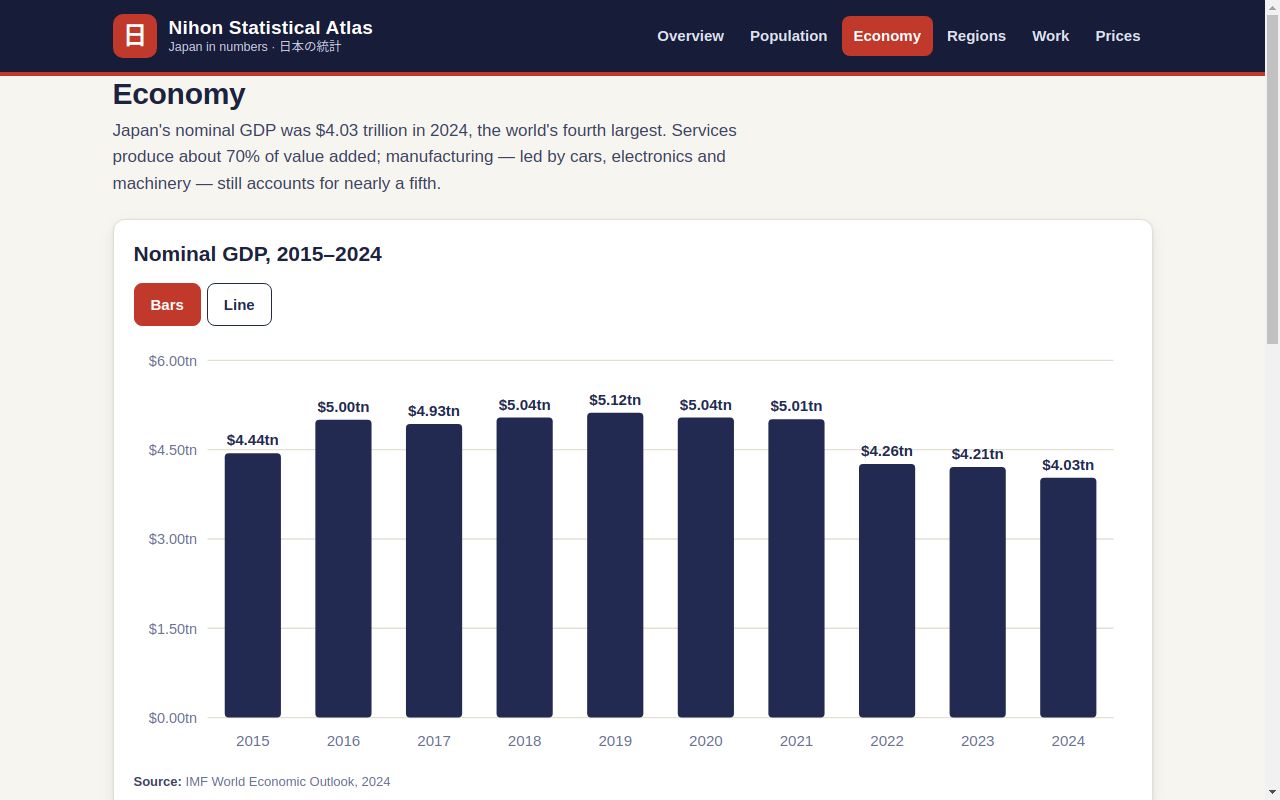 日
Nihon Statistical Atlas
Japan in numbers · 日本の統計
Overview
Population
Economy
Regions
Work
Prices
Economy
Japan's nominal GDP was $4.03 trillion in 2024, the world's fourth largest. Services
produce about 70% of value added; manufacturing — led by cars, electronics and
machinery — still accounts for nearly a fifth.
Nominal GDP, 2015–2024
Bars
Line
$6.00tn
$4.50tn
$3.00tn
$1.50tn
$0.00tn
$4.44tn
$5.00tn
$4.93tn
$5.04tn
$5.12tn
$5.04tn
$5.01tn
$4.26tn
$4.21tn
$4.03tn
2015
2016
2017
2018
2019
2020
2021
2022
2023
2024
Source: IMF World Economic Outlook, 2024